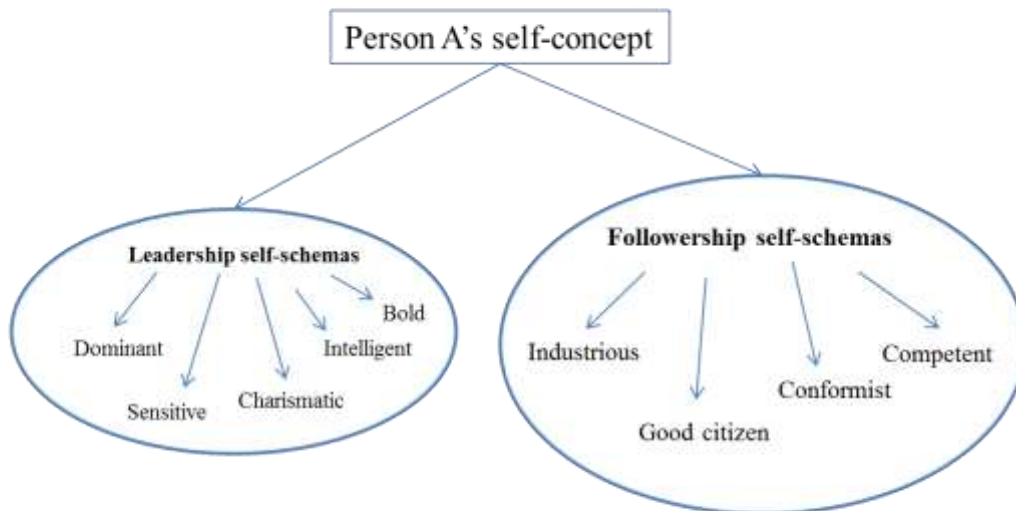 Person A's self-concept
Leadership self-schemas
Dominant
Sensitive
Charismatic
Intelligent
Bold
Followership self-schemas
Industrious
Good citizen
Conformist
Competent